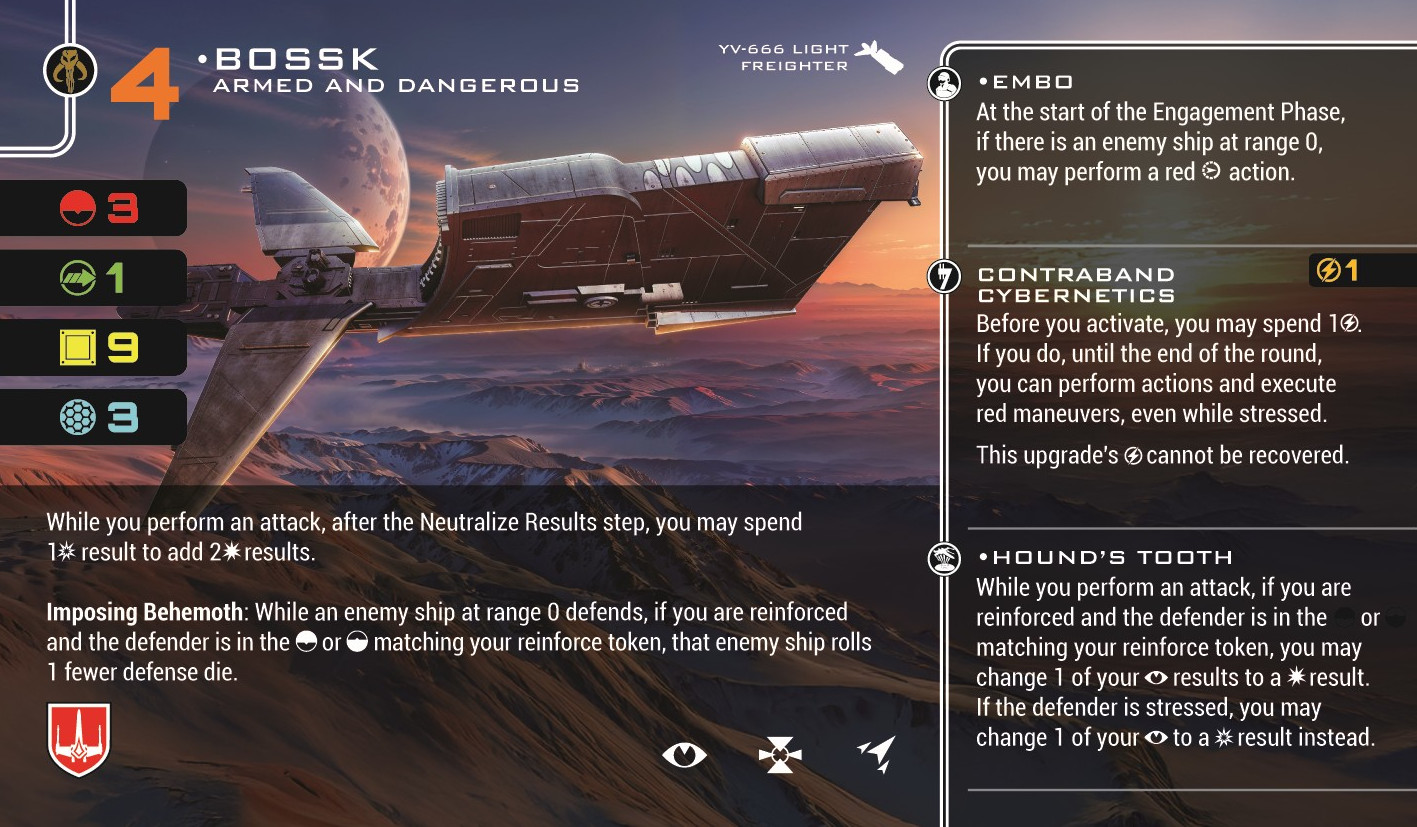 4
•BOSSK
ARMED AND DANGEROUS
YV-666 LIGHT
FREIGHTER
3
1
9
3
While you perform an attack, after the Neutralize Results step, you may spend
1 result to add 2 results.
Imposing Behemoth: While an enemy ship at range 0 defends, if you are reinforced
and the defender is in the or matching your reinforce token, that enemy ship rolls
1 fewer defense die.
•EMBO
At the start of the Engagement Phase,
if there is an enemy ship at range 0,
you may perform a red action.
CONTRABAND
CYBERNETICS
1
Before you activate, you may spend 1.
If you do, until the end of the round,
you can perform actions and execute
red maneuvers, even while stressed.
This upgrade's cannot be recovered.
•HOUND'S TOOTH
While you perform an attack, if you are
reinforced and the defender is in the or
matching your reinforce token, you may
change 1 of your results to a result.
If the defender is stressed, you may
change 1 of your to a result instead.